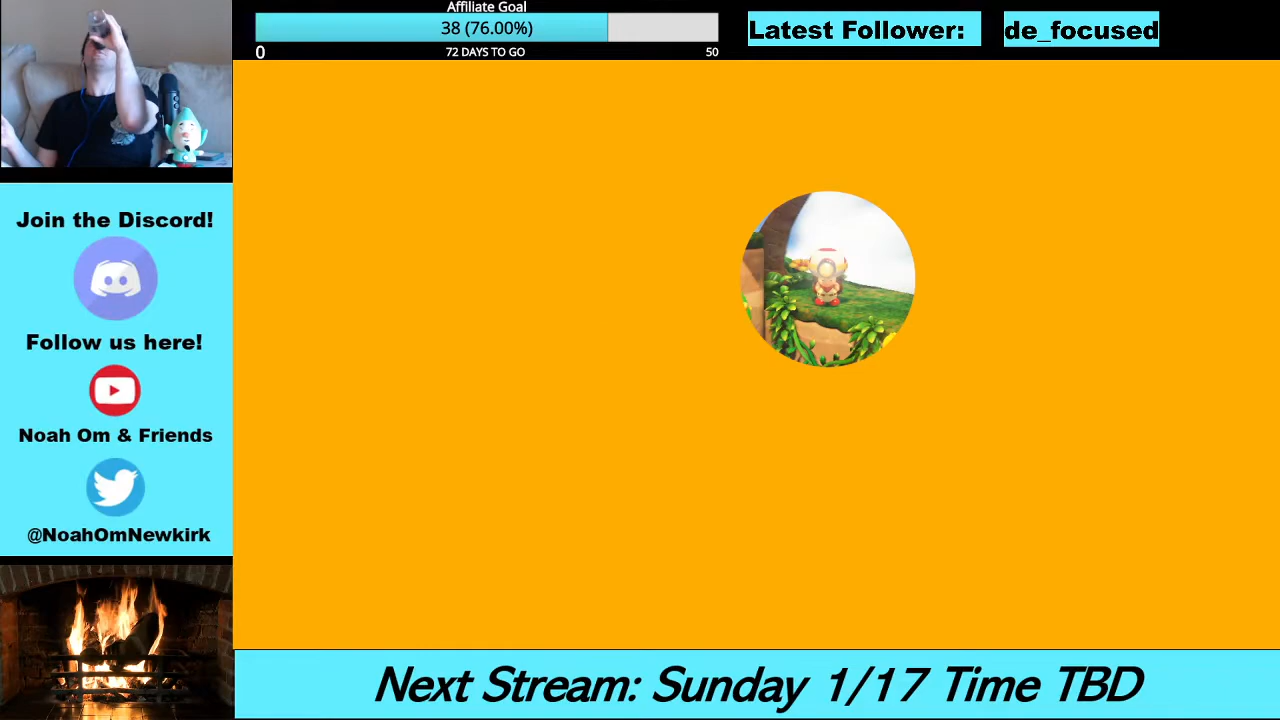 Affiliate Goal
38 (76.00%)
0
72 DAYS TO GO
50
Latest Follower:
de_focused
Join the Discord!
Follow us here!
Noah Om & Friends
@NoahOmNewkirk
Next Stream: Sunday 1/17 Time TBD